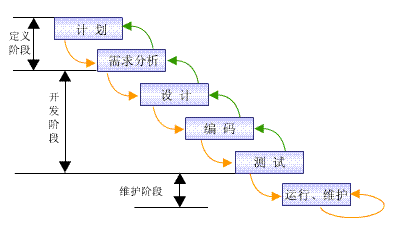 计 划
定义
阶段
需求分析
设 计
开
发
阶
段
编 码
测 试
维护阶段
运行、维护